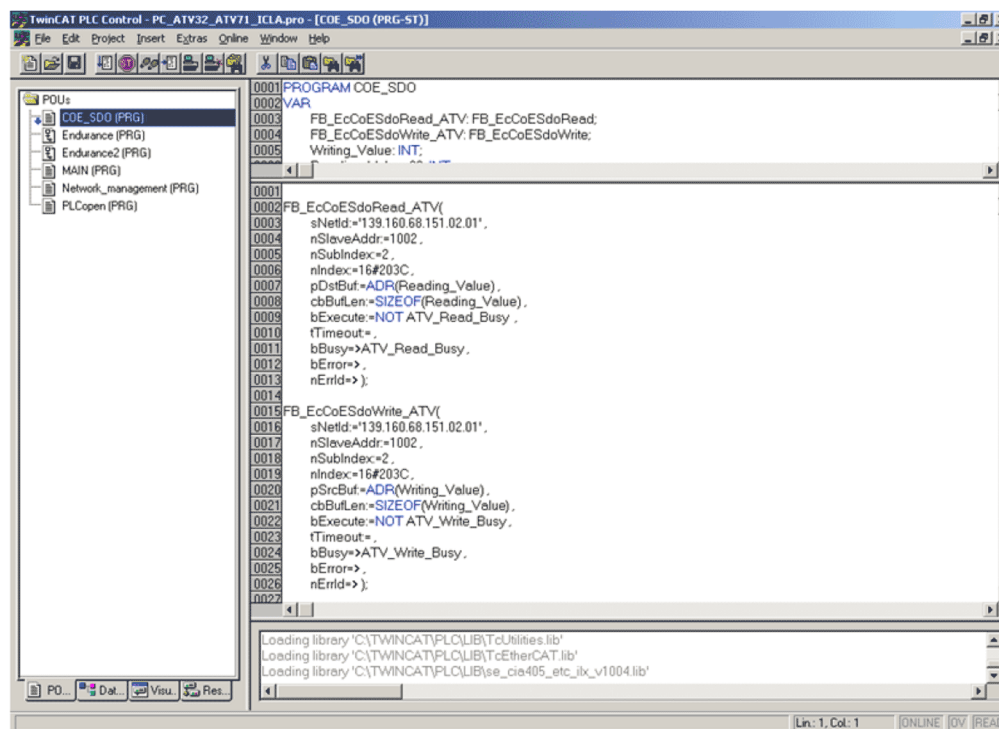 TwinCAT PLC Control - PC_ATV32_ATV71_ICLA.pro - [COE_SDO (PRG-ST)]
File Edit Project Insert Extras Online Window Help
POUs
COE_SDO (PRG)
Endurance (PRG)
Endurance2 (PRG)
MAIN (PRG)
Network_management (PRG)
PLCopen (PRG)
PO... Dat... Visu... Res...
0001 PROGRAM COE_SDO
0002 VAR
0003 FB_EcCoESdoRead_ATV: FB_EcCoESdoRead;
0004 FB_EcCoESdoWrite_ATV: FB_EcCoESdoWrite;
0005 Writing_Value: INT;
0001
0002 FB_EcCoESdoRead_ATV(
0003 sNetId:='139.160.68.151.02.01',
0004 nSlaveAddr:=1002,
0005 nSubIndex:=2,
0006 nIndex:=16#203C,
0007 pDstBuf:=ADR(Reading_Value),
0008 cbBufLen:=SIZEOF(Reading_Value),
0009 bExecute:=NOT ATV_Read_Busy ,
0010 tTimeout:= ,
0011 bBusy=>ATV_Read_Busy,
0012 bError=> ,
0013 nErrId=> );
0014
0015 FB_EcCoESdoWrite_ATV(
0016 sNetId:='139.160.68.151.02.01',
0017 nSlaveAddr:=1002,
0018 nSubIndex:=2,
0019 nIndex:=16#203C,
0020 pSrcBuf:=ADR(Writing_Value),
0021 cbBufLen:=SIZEOF(Writing_Value),
0022 bExecute:=NOT ATV_Write_Busy,
0023 tTimeout:= ,
0024 bBusy=>ATV_Write_Busy,
0025 bError=> ,
0026 nErrId=> );
0027
Loading library 'C:\TWINCAT\PLC\LIB\TcUtilities.lib'
Loading library 'C:\TWINCAT\PLC\LIB\TcEtherCAT.lib'
Loading library 'C:\TWINCAT\PLC\LIB\se_cia405_etc_ilx_v1004.lib'
Lin.: 1, Col.: 1 ONLINE OV READ